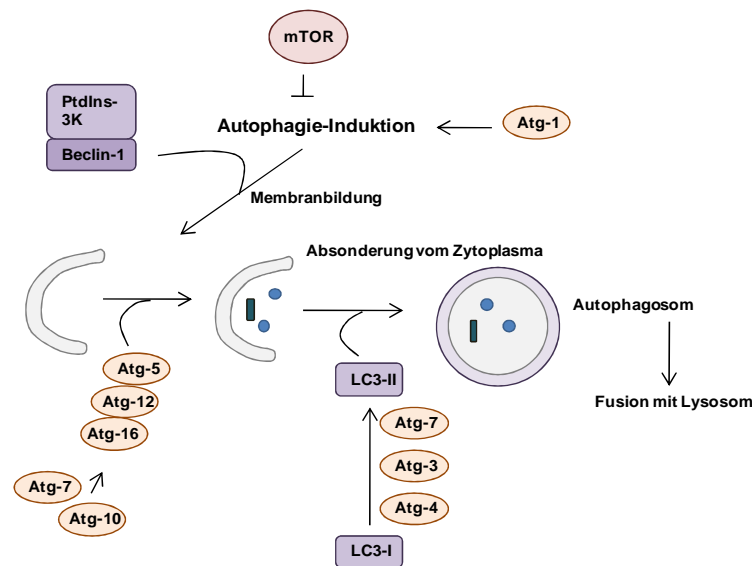 mTOR
PtdIns-
3K
Beclin-1
Autophagie-Induktion
Atg-1
Membranbildung
Absonderung vom Zytoplasma
Autophagosom
Atg-5
Atg-12
Atg-16
LC3-II
Fusion mit Lysosom
Atg-7
Atg-3
Atg-7
Atg-10
Atg-4
LC3-I